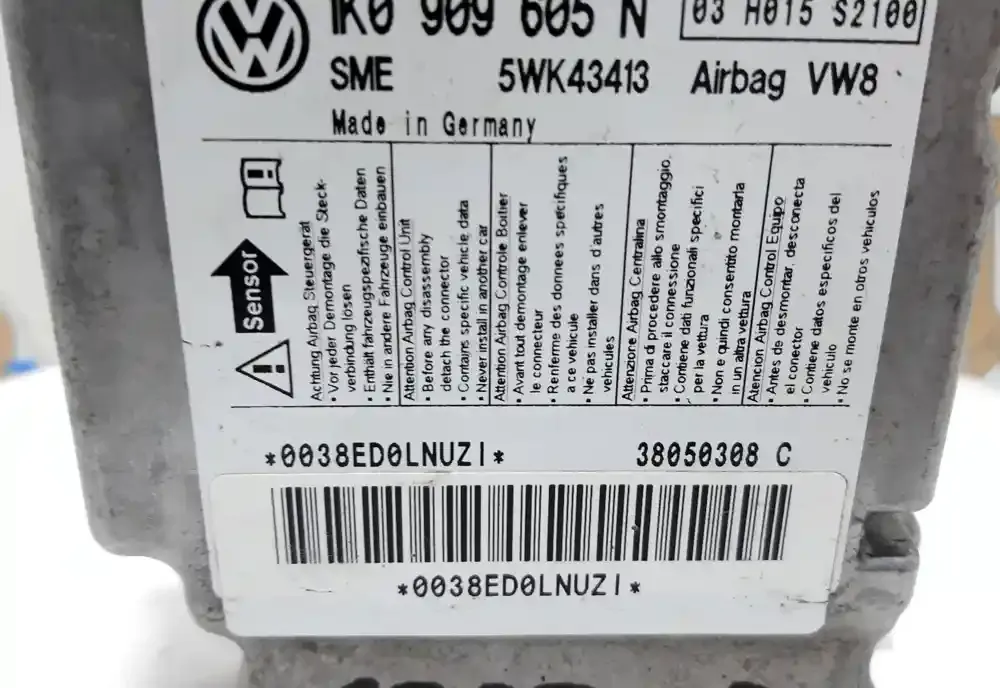 1K0 909 605 N
03 H015 S2100
SME 5WK43413 Airbag VW8
Made in Germany
Sensor
Achtung Airbag Steuergerät
• Vor jeder Demontage die Steck-
verbindung lösen
• Enthält fahrzeugspezifische Daten
• Nie in andere Fahrzeuge einbauen
Attention Airbag Control Unit
• Before any disassembly
detach the connector
• Contains specific vehicle data
• Never install in another car
Attention Airbag Controle Boitier
• Avant tout demontage enlever
le connecteur
• Renferme des donnees specifiques
a ce vehicule
• Ne pas installer dans d'autres
vehicules
Attenzione Airbag Centralina
• Prima di procedere allo smontaggio.
staccare il connessione
• Contiene dati funzionali specifici
per la vettura
• Non e quindi consentito montarla
in un altra vettura
Atencion Airbag Control Equipo
• Antes de desmontar, desconecta
el conector
• Contiene datos especificos del
vehiculo
• No se monte en otros vehiculos
*0038ED0LNUZI* 38050308 C
*0038ED0LNUZI*